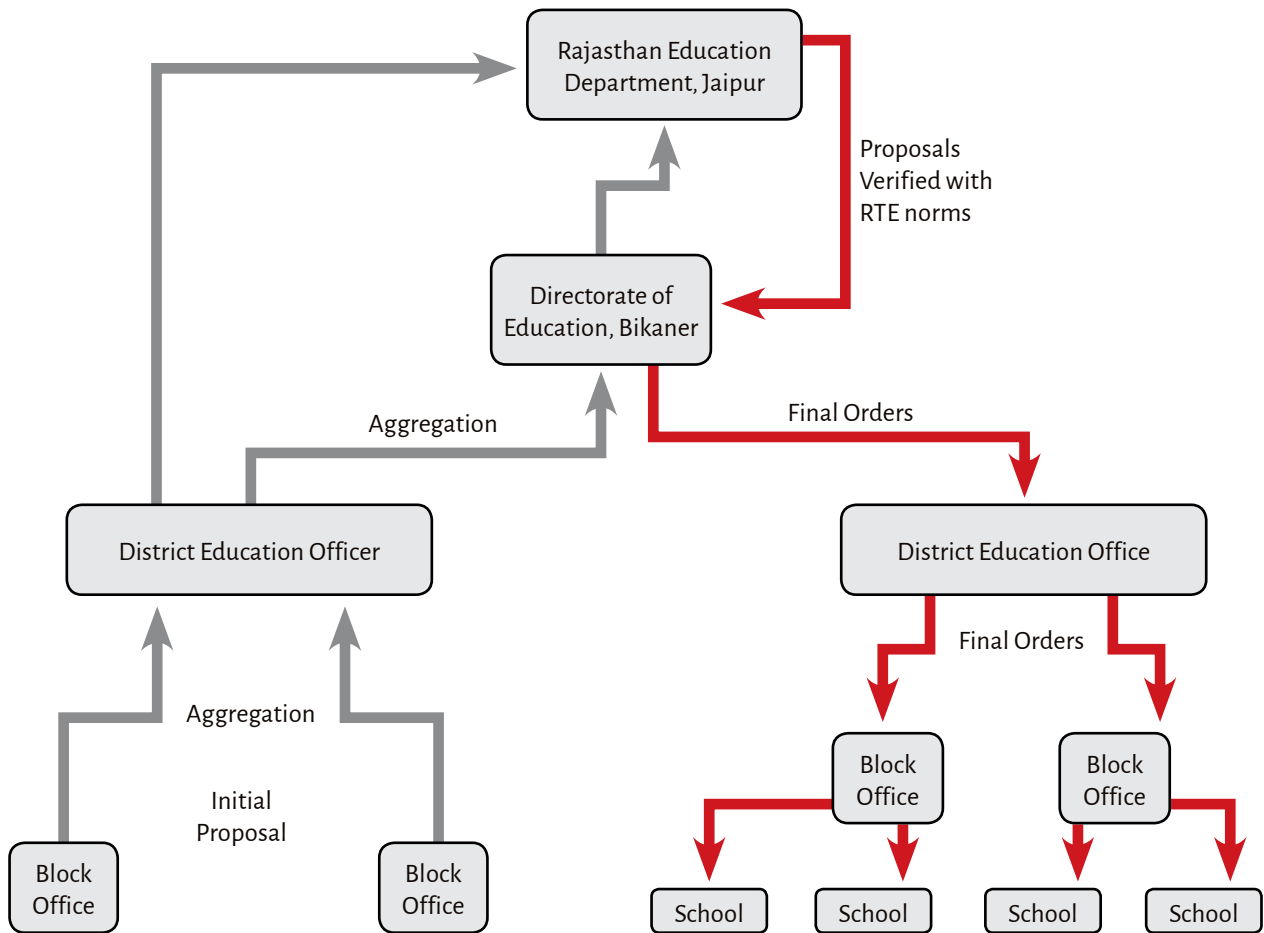 Rajasthan Education
Department, Jaipur
Proposals
Verified with
RTE norms
Directorate of
Education, Bikaner
Aggregation
Final Orders
District Education Officer
District Education Office
Final Orders
Aggregation
Initial
Proposal
Block
Office
Block
Office
Block
Office
Block
Office
School
School
School
School